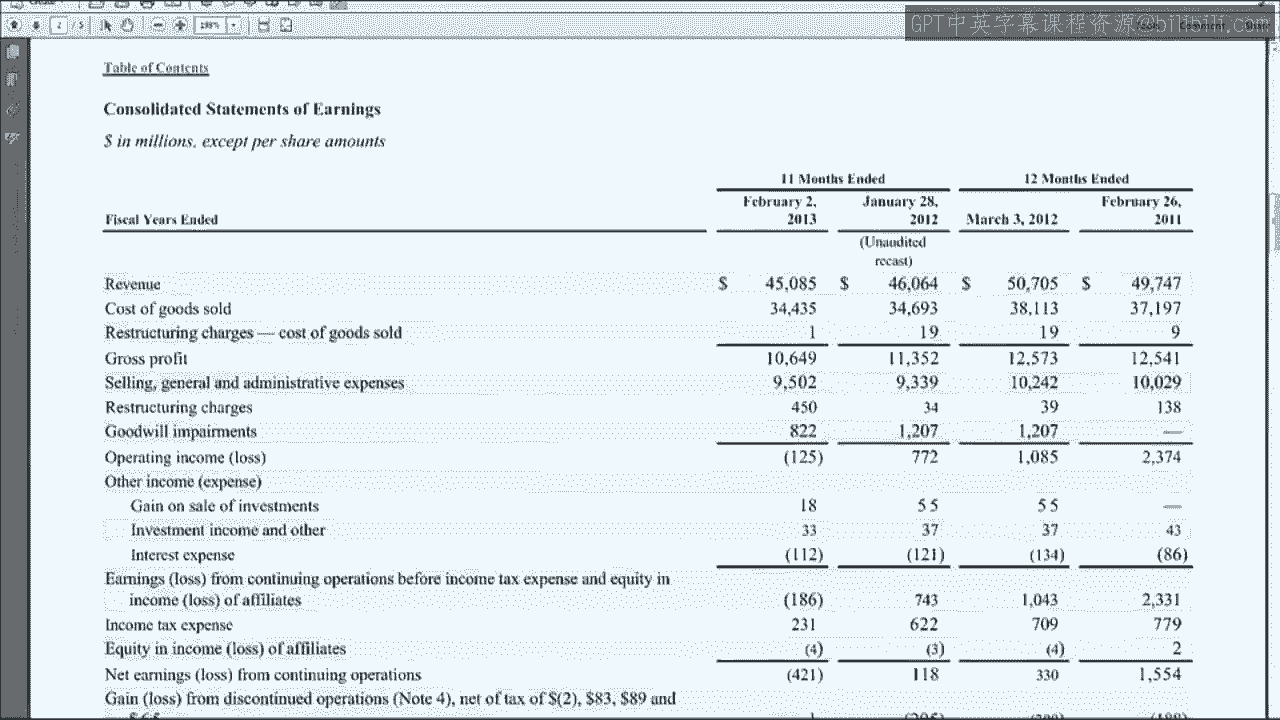 2 / 5
GPT中英字幕课程资源@bilibili.com
Table of Contents
Consolidated Statements of Earnings
$ in millions, except per share amounts
11 Months Ended 12 Months Ended
Fiscal Years Ended February 2, 2013 January 28, 2012 March 3, 2012 February 26, 2011
(Unaudited recast)
Revenue $ 45,085 $ 46,064 $ 50,705 $ 49,747
Cost of goods sold 34,435 34,693 38,113 37,197
Restructuring charges — cost of goods sold 1 19 19 9
Gross profit 10,649 11,352 12,573 12,541
Selling, general and administrative expenses 9,502 9,339 10,242 10,029
Restructuring charges 450 34 39 138
Goodwill impairments 822 1,207 1,207 —
Operating income (loss) (125) 772 1,085 2,374
Other income (expense)
Gain on sale of investments 18 55 55 —
Investment income and other 33 37 37 43
Interest expense (112) (121) (134) (86)
Earnings (loss) from continuing operations before income tax expense and equity in
income (loss) of affiliates (186) 743 1,043 2,331
Income tax expense 231 622 709 779
Equity in income (loss) of affiliates (4) (3) (4) 2
Net earnings (loss) from continuing operations (421) 118 330 1,554
Gain (loss) from discontinued operations (Note 4), net of tax of $(2), $83, $89 and